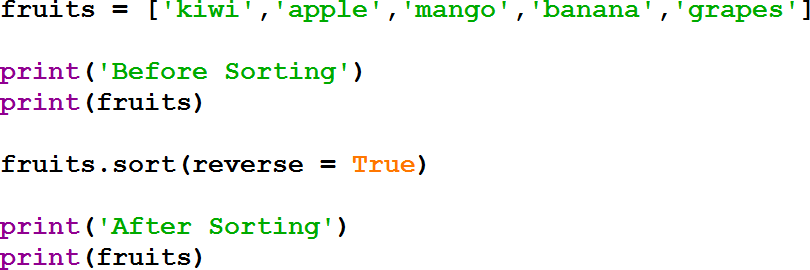 fruits = ['kiwi','apple','mango','banana','grapes']
print('Before Sorting')
print(fruits)
fruits.sort(reverse = True)
print('After Sorting')
print(fruits)